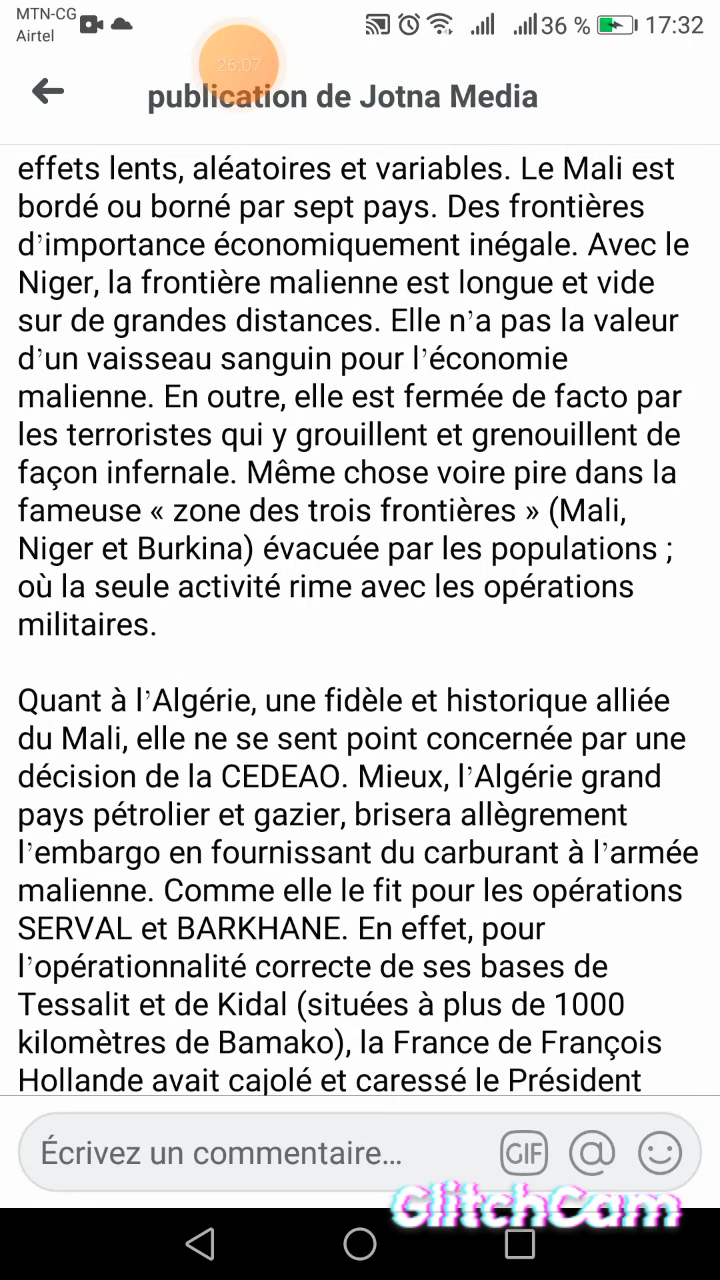 MTN-CG
Airtel
36 %
17:32
26:07
publication de Jotna Media
effets lents, aléatoires et variables. Le Mali est
bordé ou borné par sept pays. Des frontières
d’importance économiquement inégale. Avec le
Niger, la frontière malienne est longue et vide
sur de grandes distances. Elle n’a pas la valeur
d’un vaisseau sanguin pour l’économie
malienne. En outre, elle est fermée de facto par
les terroristes qui y grouillent et grenouillent de
façon infernale. Même chose voire pire dans la
fameuse « zone des trois frontières » (Mali,
Niger et Burkina) évacuée par les populations ;
où la seule activité rime avec les opérations
militaires.
Quant à l’Algérie, une fidèle et historique alliée
du Mali, elle ne se sent point concernée par une
décision de la CEDEAO. Mieux, l’Algérie grand
pays pétrolier et gazier, brisera allègrement
l’embargo en fournissant du carburant à l’armée
malienne. Comme elle le fit pour les opérations
SERVAL et BARKHANE. En effet, pour
l’opérationnalité correcte de ses bases de
Tessalit et de Kidal (situées à plus de 1000
kilomètres de Bamako), la France de François
Hollande avait cajolé et caressé le Président
Écrivez un commentaire...
GIF
GlitchCam